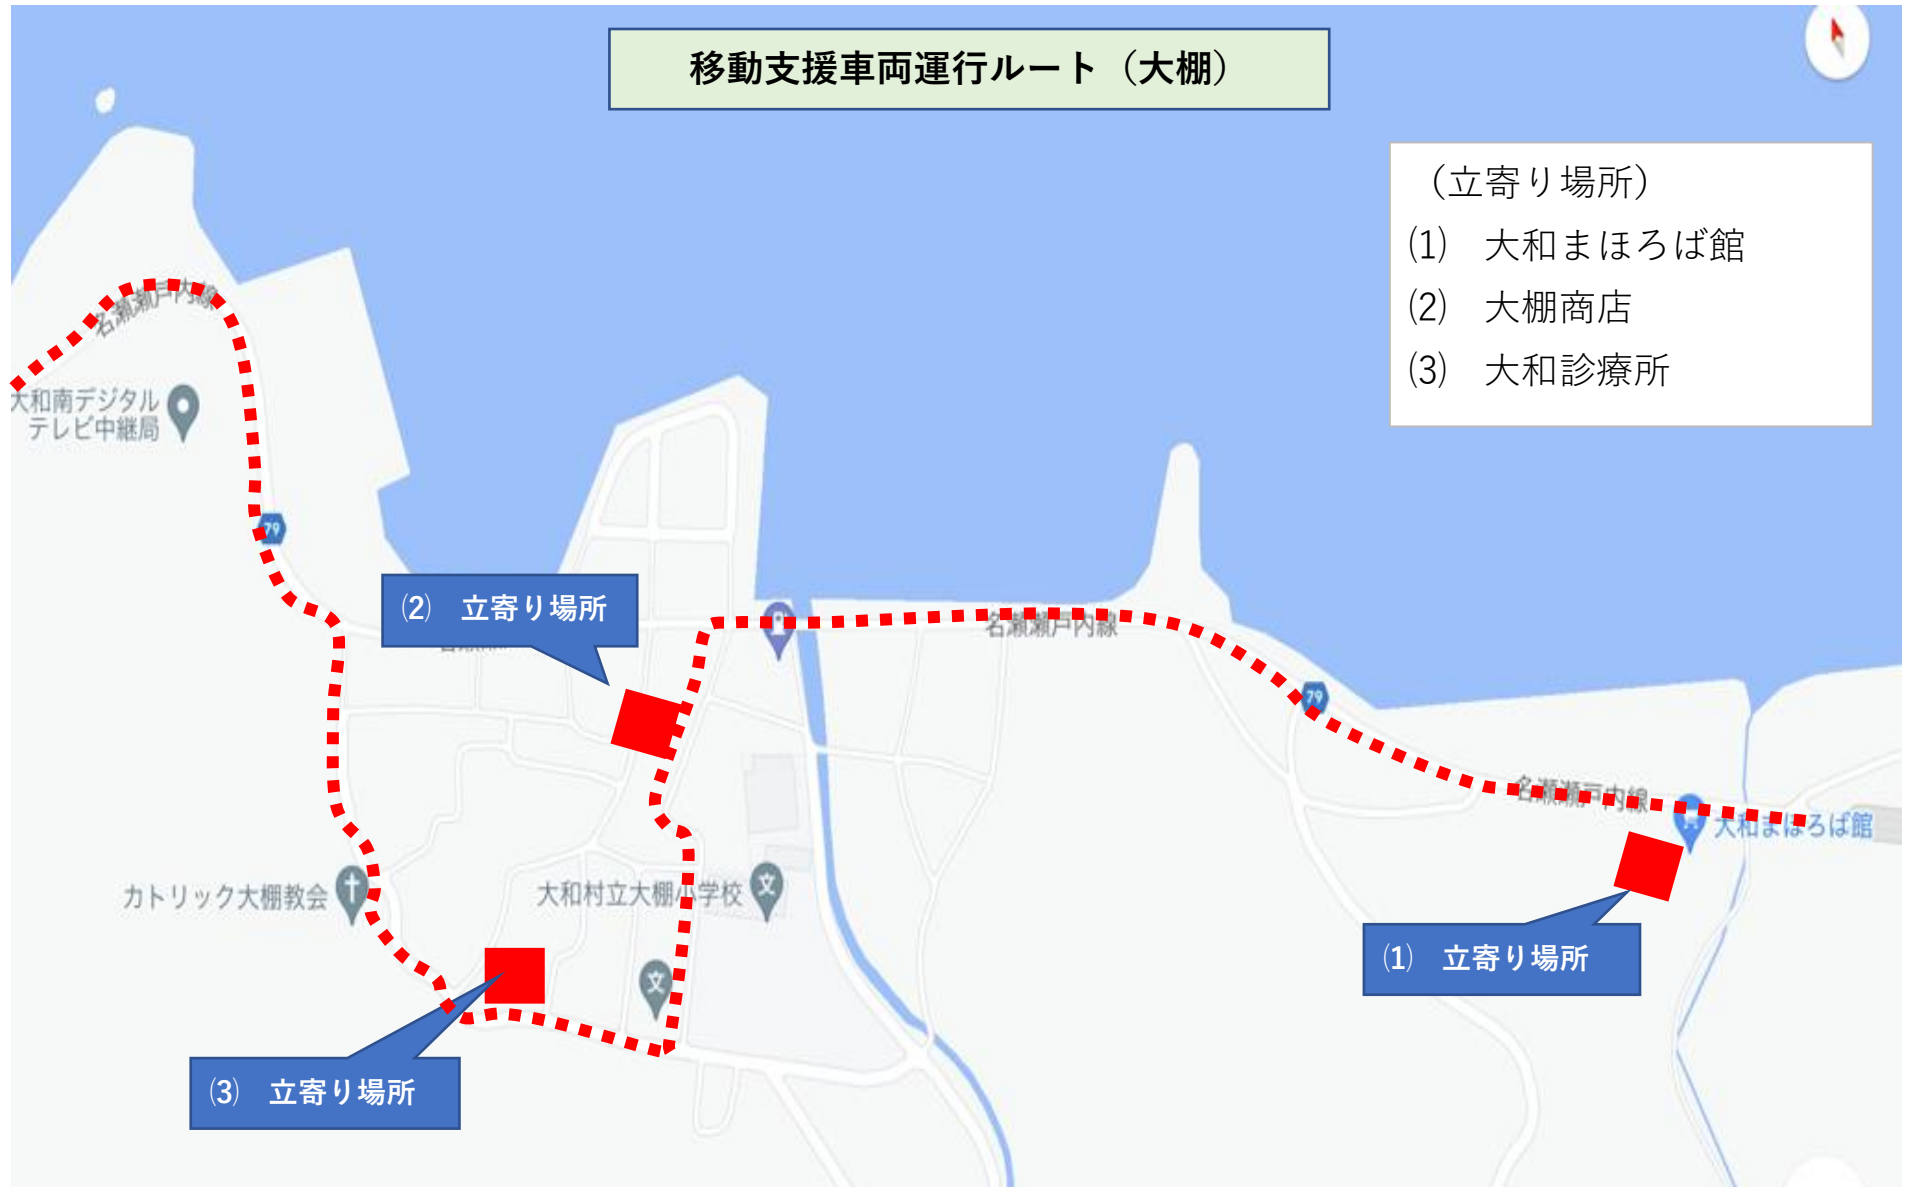 移動支援車両運行ルート（大棚）
（立寄り場所）
⑴　大和まほろば館
⑵　大棚商店
⑶　大和診療所
名瀬瀬戸内線
大和南デジタル
テレビ中継局
79
⑵　立寄り場所
名瀬瀬戸内線
79
名瀬瀬戸内線
大和まほろば館
カトリック大棚教会
大和村立大棚小学校
文
文
⑴　立寄り場所
⑶　立寄り場所